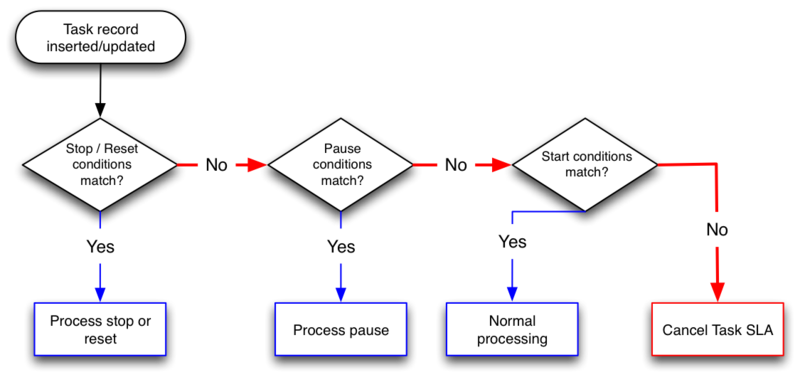 Task record
inserted/updated
Stop / Reset
conditions
match?
No
Pause
conditions
match?
No
Start conditions
match?
Yes
Yes
Yes
No
Process stop or
reset
Process pause
Normal
processing
Cancel Task SLA